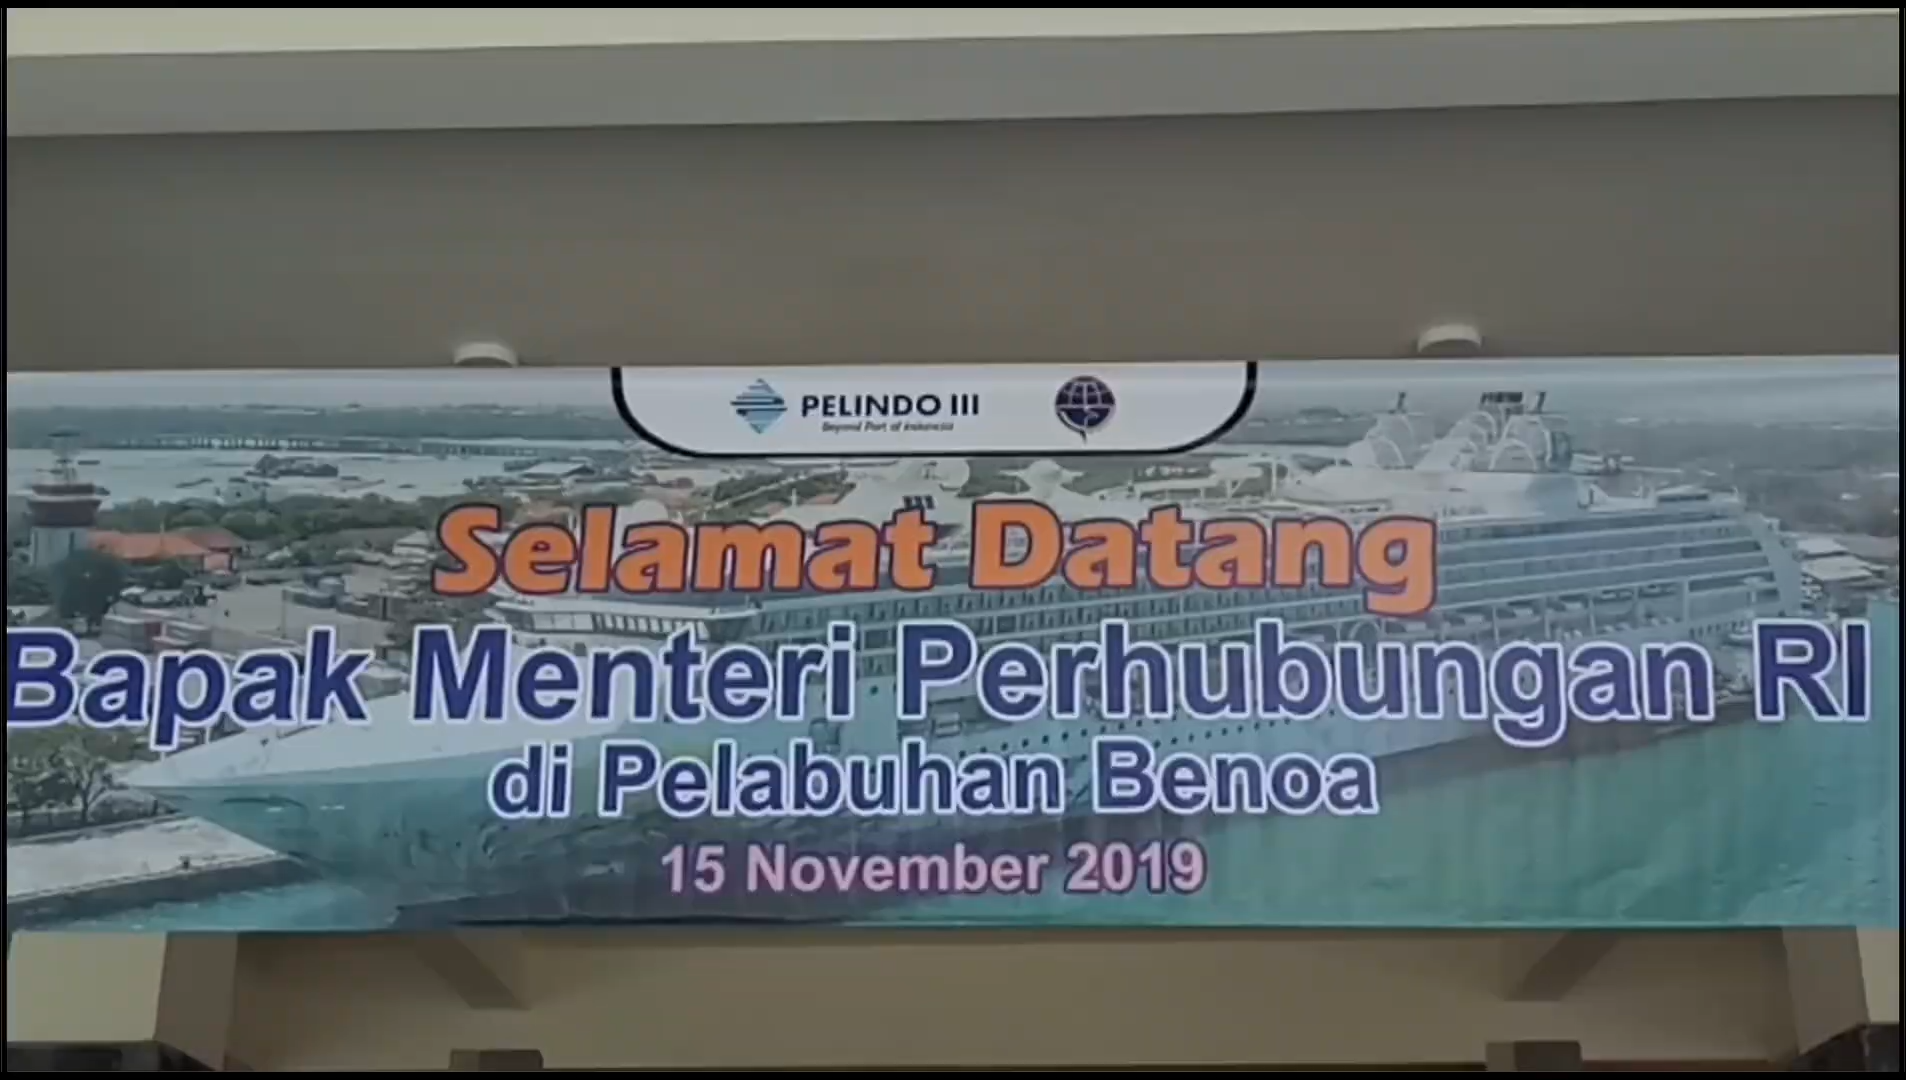 PELINDO III
Beyond Port of Indonesia
Selamat Datang
Bapak Menteri Perhubungan RI
di Pelabuhan Benoa
15 November 2019